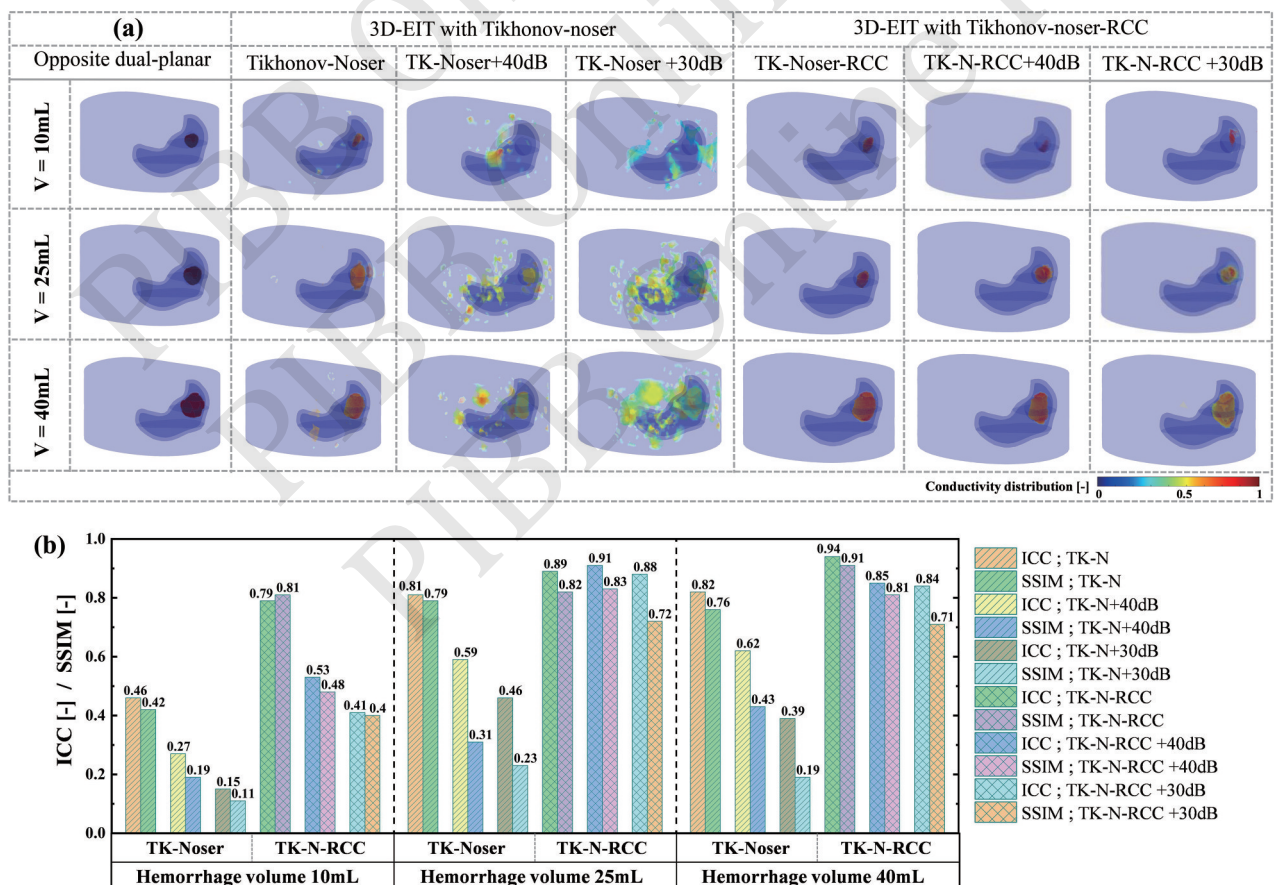 (a)
3D-EIT with Tikhonov-noser
3D-EIT with Tikhonov-noser-RCC
Opposite dual-planar
Tikhonov-Noser
TK-Noser+40dB
TK-Noser +30dB
TK-Noser-RCC
TK-N-RCC+40dB
TK-N-RCC +30dB
V = 10mL
V = 25mL
V = 40mL
Conductivity distribution [-]
0
0.5
1
PIBB Online
PIBB Online
(b)
ICC [-] / SSIM [-]
1.0
0.8
0.6
0.4
0.2
0.0
0.46
0.42
0.27
0.19
0.15
0.11
0.79
0.81
0.53
0.48
0.41
0.4
0.81
0.79
0.59
0.31
0.46
0.23
0.89
0.82
0.91
0.83
0.88
0.72
0.82
0.76
0.62
0.43
0.39
0.19
0.94
0.91
0.85
0.81
0.84
0.71
TK-Noser
TK-N-RCC
TK-Noser
TK-N-RCC
TK-Noser
TK-N-RCC
Hemorrhage volume 10mL
Hemorrhage volume 25mL
Hemorrhage volume 40mL
ICC ; TK-N
SSIM ; TK-N
ICC ; TK-N+40dB
SSIM ; TK-N+40dB
ICC ; TK-N+30dB
SSIM ; TK-N+30dB
ICC ; TK-N-RCC
SSIM ; TK-N-RCC
ICC ; TK-N-RCC +40dB
SSIM ; TK-N-RCC +40dB
ICC ; TK-N-RCC +30dB
SSIM ; TK-N-RCC +30dB